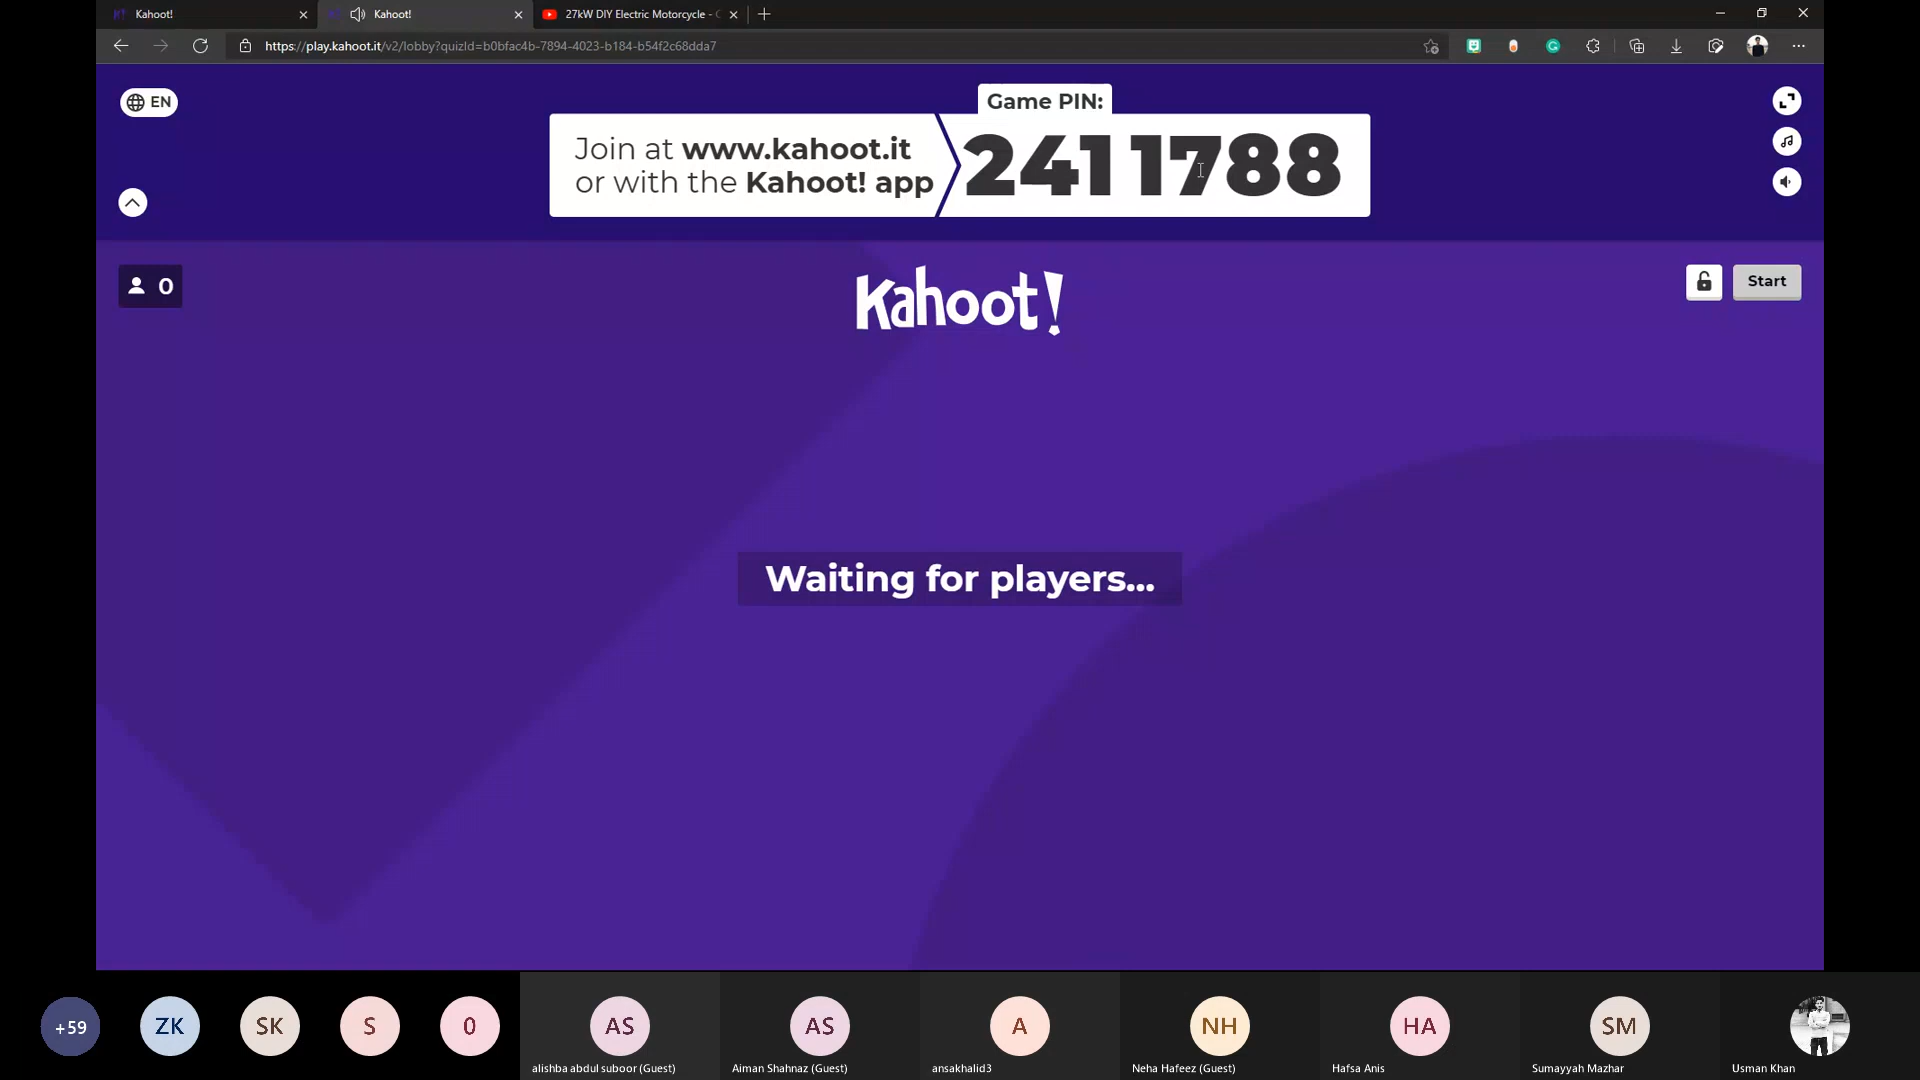 Kahoot!
Kahoot!
27kW DIY Electric Motorcycle -
https://play.kahoot.it/v2/lobby?quizId=b0bfac4b-7894-4023-b184-b54f2c68dda7
EN
Game PIN:
Join at www.kahoot.it
or with the Kahoot! app
241 1788
0
Kahoot!
Start
Waiting for players...
+59
ZK
SK
S
0
AS
AS
A
NH
HA
SM
alishba abdul suboor (Guest)
Aiman Shahnaz (Guest)
ansakhalid3
Neha Hafeez (Guest)
Hafsa Anis
Sumayyah Mazhar
Usman Khan